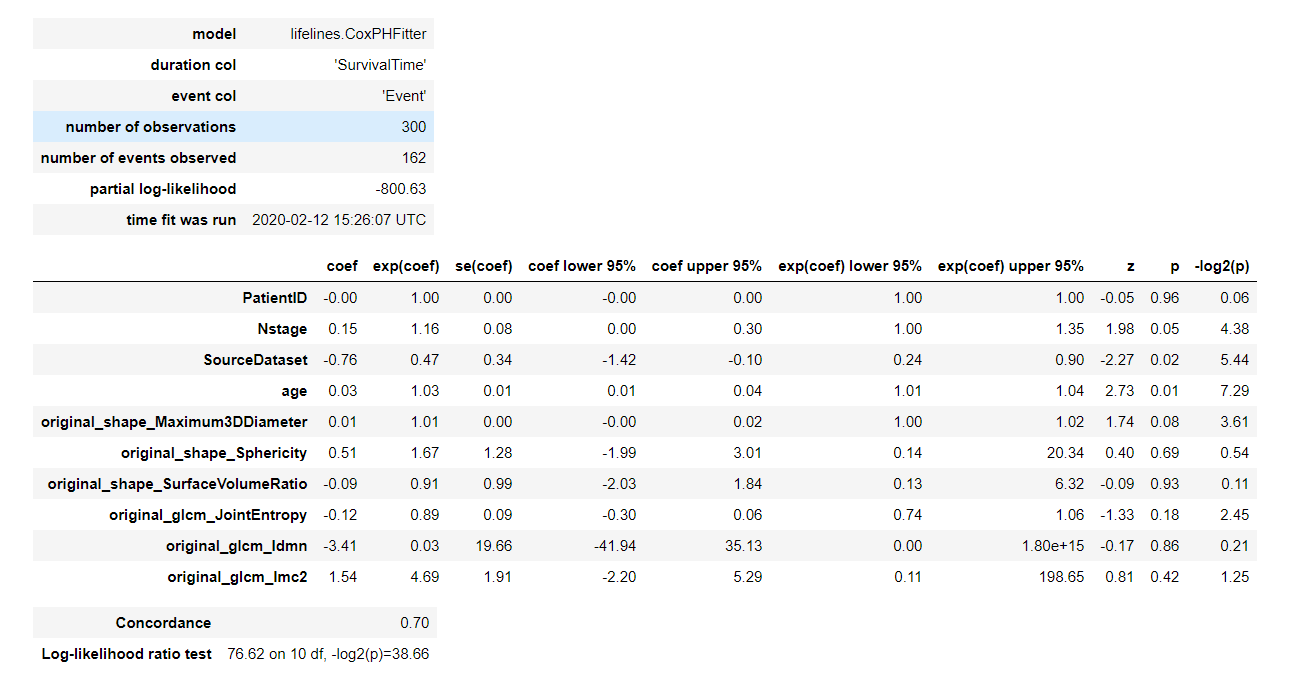 model lifelines.CoxPHFitter
duration col 'SurvivalTime'
event col 'Event'
number of observations 300
number of events observed 162
partial log-likelihood -800.63
time fit was run 2020-02-12 15:26:07 UTC
coef exp(coef) se(coef) coef lower 95% coef upper 95% exp(coef) lower 95% exp(coef) upper 95% z p -log2(p)
PatientID -0.00 1.00 0.00 -0.00 0.00 1.00 1.00 -0.05 0.96 0.06
Nstage 0.15 1.16 0.08 0.00 0.30 1.00 1.35 1.98 0.05 4.38
SourceDataset -0.76 0.47 0.34 -1.42 -0.10 0.24 0.90 -2.27 0.02 5.44
age 0.03 1.03 0.01 0.01 0.04 1.01 1.04 2.73 0.01 7.29
original_shape_Maximum3DDiameter 0.01 1.01 0.00 -0.00 0.02 1.00 1.02 1.74 0.08 3.61
original_shape_Sphericity 0.51 1.67 1.28 -1.99 3.01 0.14 20.34 0.40 0.69 0.54
original_shape_SurfaceVolumeRatio -0.09 0.91 0.99 -2.03 1.84 0.13 6.32 -0.09 0.93 0.11
original_glcm_JointEntropy -0.12 0.89 0.09 -0.30 0.06 0.74 1.06 -1.33 0.18 2.45
original_glcm_Idmn -3.41 0.03 19.66 -41.94 35.13 0.00 1.80e+15 -0.17 0.86 0.21
original_glcm_Imc2 1.54 4.69 1.91 -2.20 5.29 0.11 198.65 0.81 0.42 1.25
Concordance 0.70
Log-likelihood ratio test 76.62 on 10 df, -log2(p)=38.66